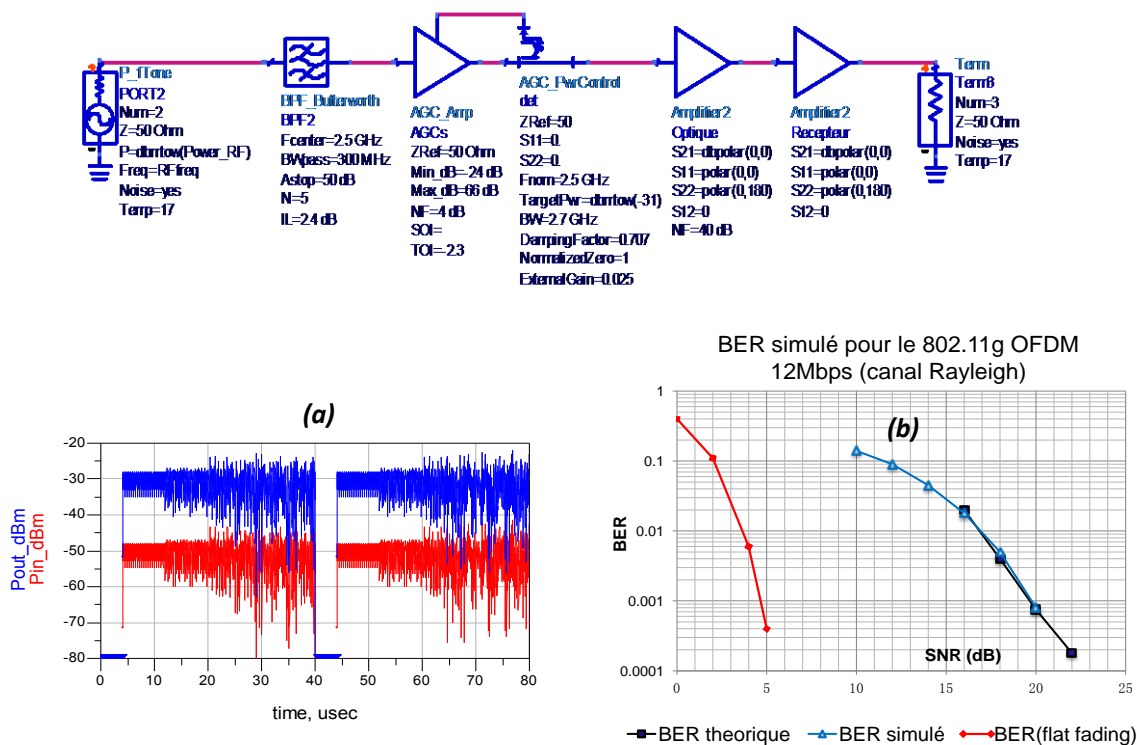 P_1Tone
PORT2
Num=2
Z=50 Ohm
P=dbmtow(Power_RF)
Freq=RFfreq
Noise=yes
Temp=17
BPF_Butterworth
BPF2
Fcenter=2.5 GHz
BWpass=300 MHz
Astop=50 dB
N=5
IL=2.4 dB
AGC_Amp
AGCs
ZRef=50 Ohm
Min_dB=-24 dB
Max_dB=66 dB
NF=4 dB
SOI=
TOI=-2.3
AGC_PwrControl
det
ZRef=50
S11=0.
S22=0.
Fnom=2.5 GHz
TargetPwr=dbmtow(-31)
BW=2.7 GHz
DampingFactor=0.707
NormalizedZero=1
ExternalGain=0.025
Amplifier2
Optique
S21=dbpolar(0,0)
S11=polar(0,0)
S22=polar(0,180)
S12=0
NF=40 dB
Amplifier2
Recepteur
S21=dbpolar(0,0)
S11=polar(0,0)
S22=polar(0,180)
S12=0
Term
Term8
Num=3
Z=50 Ohm
Noise=yes
Temp=17
(a)
-20
-30
-40
-50
-60
-70
-80
Pout_dBm
Pin_dBm
0 10 20 30 40 50 60 70 80
time, usec
BER simulé pour le 802.11g OFDM
12Mbps (canal Rayleigh)
(b)
1
0.1
0.01
0.001
0.0001
BER
SNR (dB)
0 5 10 15 20 25
BER theorique BER simulé BER(flat fading)